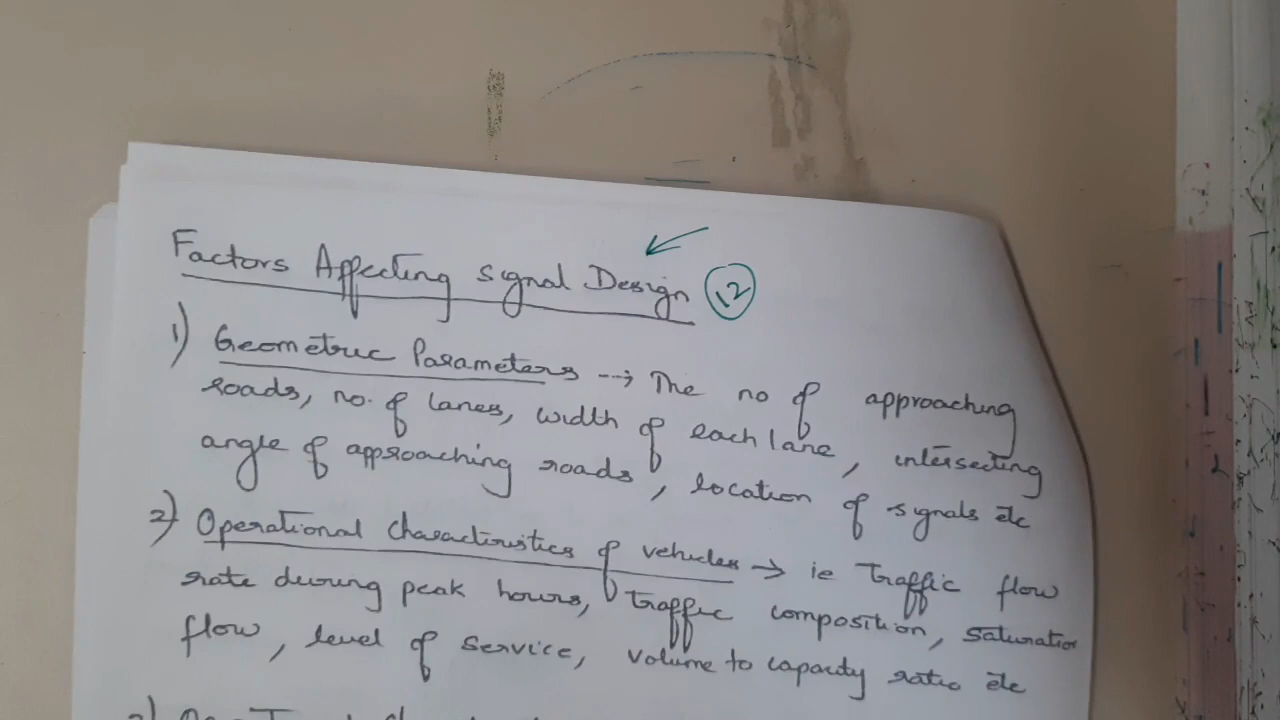 Factors Affecting Signal Design 12
1) Geometric Parameters --→ The no of approaching
roads, no. of lanes, width of each lane, intersecting
angle of approaching roads, location of signals etc
2) Operational characteristics of vehicles → ie Traffic flow
rate during peak hours, traffic composition, saturation
flow, level of service, volume to capacity ratio etc